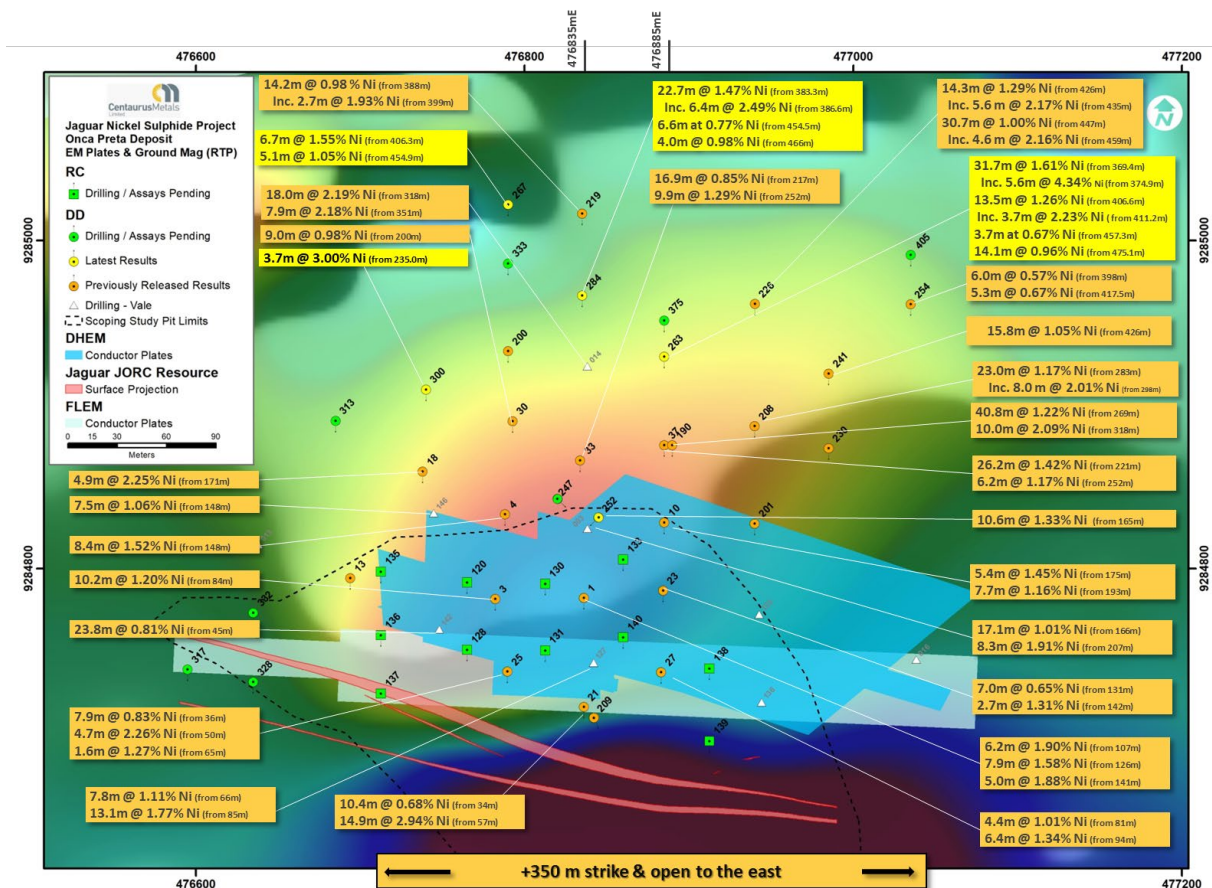 476835mE
476885mE
476600
476800
477000
477200
CentaurusMetals
Limited
Jaguar Nickel Sulphide Project
Onca Preta Deposit
EM Plates & Ground Mag (RTP)
RC
Drilling / Assays Pending
DD
Drilling / Assays Pending
Latest Results
Previously Released Results
Drilling - Vale
Scoping Study Pit Limits
DHEM
Conductor Plates
Jaguar JORC Resource
Surface Projection
FLEM
Conductor Plates
0 15 30 60 90 120
Meters
N
14.2m @ 0.98 % Ni (from 388m)
Inc. 2.7m @ 1.93% Ni (from 399m)
6.7m @ 1.55% Ni (from 406.3m)
5.1m @ 1.05% Ni (from 454.9m)
18.0m @ 2.19% Ni (from 318m)
7.9m @ 2.18% Ni (from 351m)
9.0m @ 0.98% Ni (from 200m)
3.7m @ 3.00% Ni (from 235.0m)
22.7m @ 1.47% Ni (from 383.3m)
Inc. 6.4m @ 2.49% Ni (from 386.6m)
6.6m at 0.77% Ni (from 454.5m)
4.0m @ 0.98% Ni (from 466m)
16.9m @ 0.85% Ni (from 217m)
9.9m @ 1.29% Ni (from 252m)
14.3m @ 1.29% Ni (from 426m)
Inc. 5.6 m @ 2.17% Ni (from 435m)
30.7m @ 1.00% Ni (from 447m)
Inc. 4.6 m @ 2.16% Ni (from 459m)
31.7m @ 1.61% Ni (from 369.4m)
Inc. 5.6m @ 4.34% Ni (from 374.9m)
13.5m @ 1.26% Ni (from 406.6m)
Inc. 3.7m @ 2.23% Ni (from 411.2m)
3.7m at 0.67% Ni (from 457.3m)
14.1m @ 0.96% Ni (from 475.1m)
6.0m @ 0.57% Ni (from 398m)
5.3m @ 0.67% Ni (from 417.5m)
15.8m @ 1.05% Ni (from 426m)
23.0m @ 1.17% Ni (from 283m)
Inc. 8.0 m @ 2.01% Ni (from 298m)
40.8m @ 1.22% Ni (from 269m)
10.0m @ 2.09% Ni (from 318m)
26.2m @ 1.42% Ni (from 221m)
6.2m @ 1.17% Ni (from 252m)
10.6m @ 1.33% Ni (from 165m)
5.4m @ 1.45% Ni (from 175m)
7.7m @ 1.16% Ni (from 193m)
17.1m @ 1.01% Ni (from 166m)
8.3m @ 1.91% Ni (from 207m)
7.0m @ 0.65% Ni (from 131m)
2.7m @ 1.31% Ni (from 142m)
6.2m @ 1.90% Ni (from 107m)
7.9m @ 1.58% Ni (from 126m)
5.0m @ 1.88% Ni (from 141m)
4.4m @ 1.01% Ni (from 81m)
6.4m @ 1.34% Ni (from 94m)
4.9m @ 2.25% Ni (from 171m)
7.5m @ 1.06% Ni (from 148m)
8.4m @ 1.52% Ni (from 148m)
10.2m @ 1.20% Ni (from 84m)
23.8m @ 0.81% Ni (from 45m)
7.9m @ 0.83% Ni (from 36m)
4.7m @ 2.26% Ni (from 50m)
1.6m @ 1.27% Ni (from 65m)
7.8m @ 1.11% Ni (from 66m)
13.1m @ 1.77% Ni (from 85m)
10.4m @ 0.68% Ni (from 34m)
14.9m @ 2.94% Ni (from 57m)
267
219
333
284
405
254
226
375
263
200
014
300
241
313
30
208
37
190
230
33
18
247
146
4
252
10
201
135
13
120
130
132
3
1
23
382
136
128
131
140
127
317
328
137
25
27
138
21
209
139
9285000
9285000
9284800
9284800
+350 m strike & open to the east
476600
477200